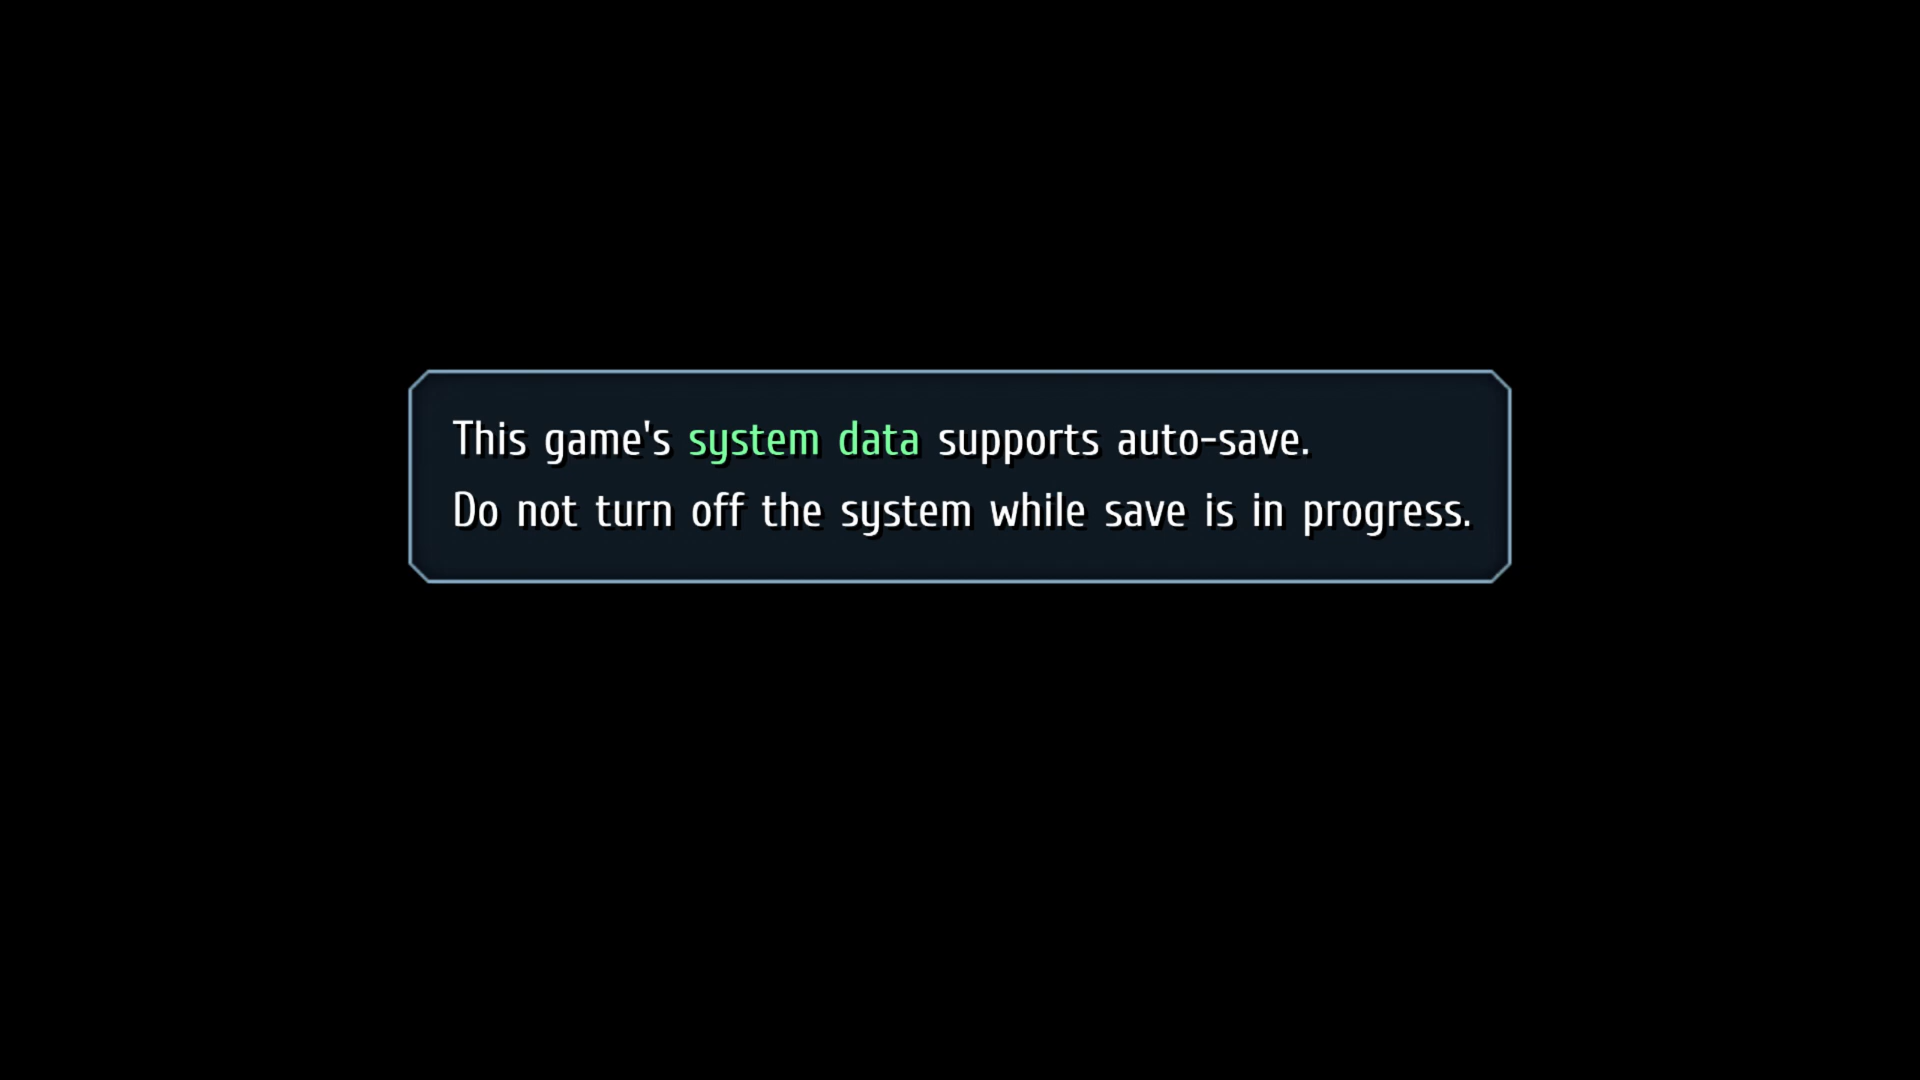 This game's system data supports auto-save.
Do not turn off the system while save is in progress.